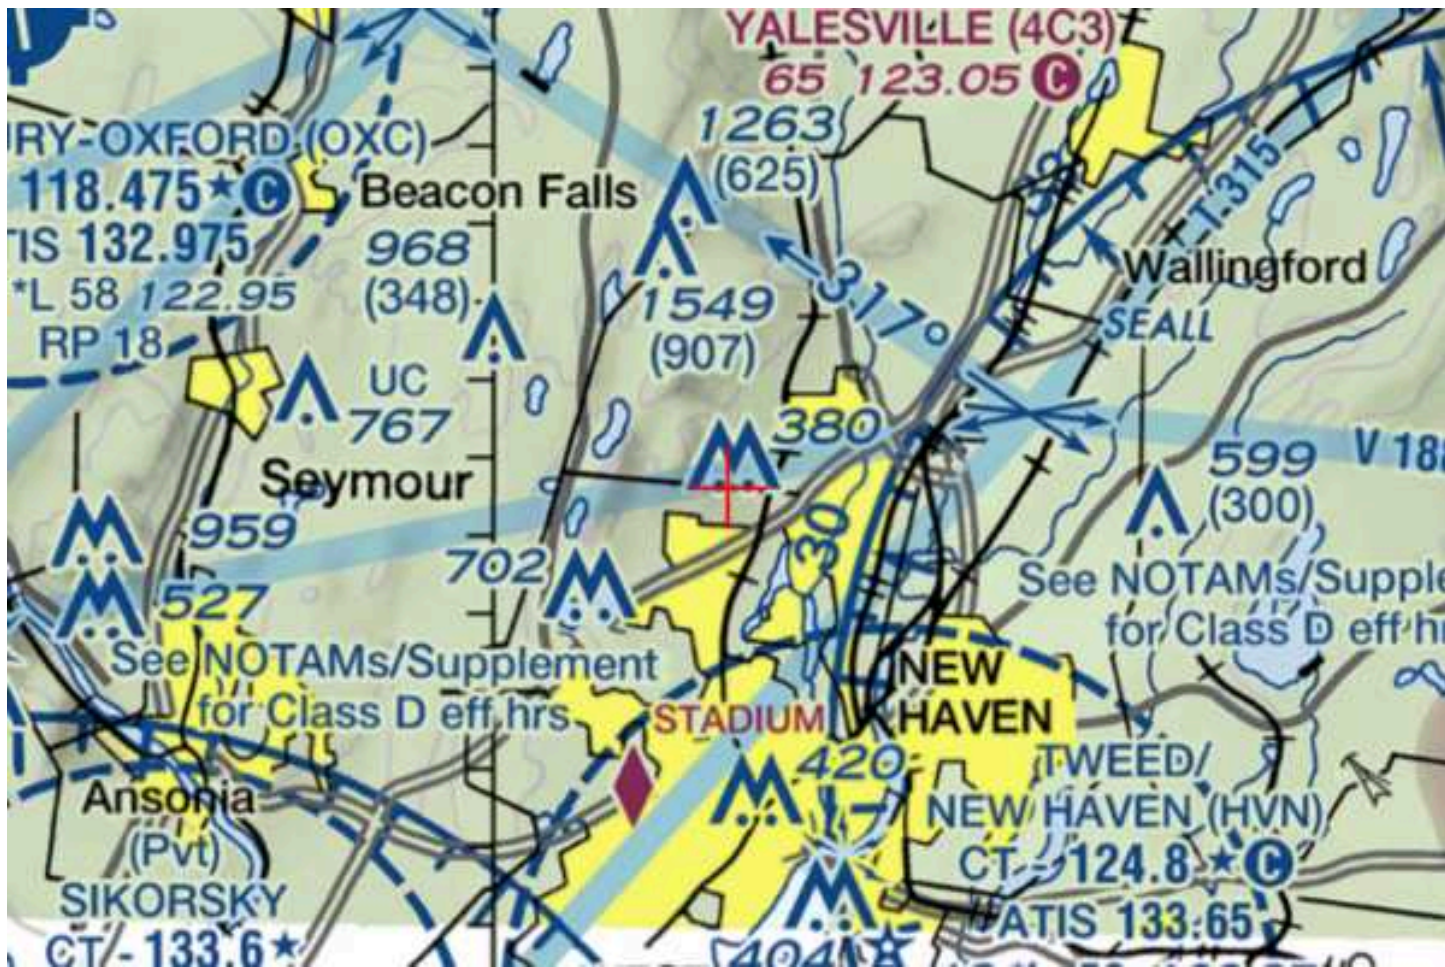 YALESVILLE (4C3)
65 123.05 C
1263
(625)
RY-OXFORD (OXC)
118.475★ C
TIS 132.975
*L 58 122.95
RP 18
Beacon Falls
968
(348)
1549
(907)
317°
T 315
Wallingford
SEALL
UC
767
380
599
(300)
V 18
Seymour
959
527
702
30
See NOTAMs/Supplement
for Class D eff hrs
See NOTAMs/Supple
for Class D eff h
NEW
HAVEN
STADIUM
420
TWEED/
NEW HAVEN (HVN)
CT - 124.8 ★ C
ATIS 133.65
Ansonia
(Pvt)
SIKORSKY
CT - 133.6★
404